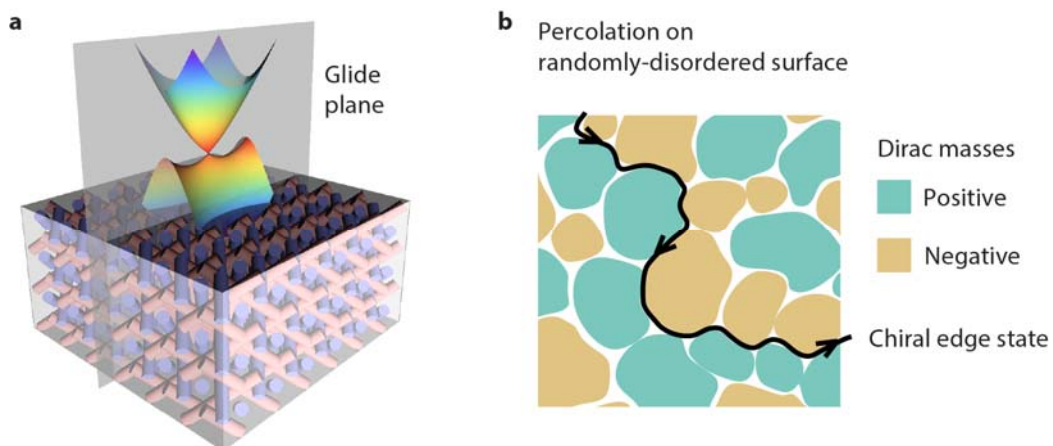 a
Glide
plane
b
Percolation on
randomly-disordered surface
Dirac masses
Positive
Negative
Chiral edge state